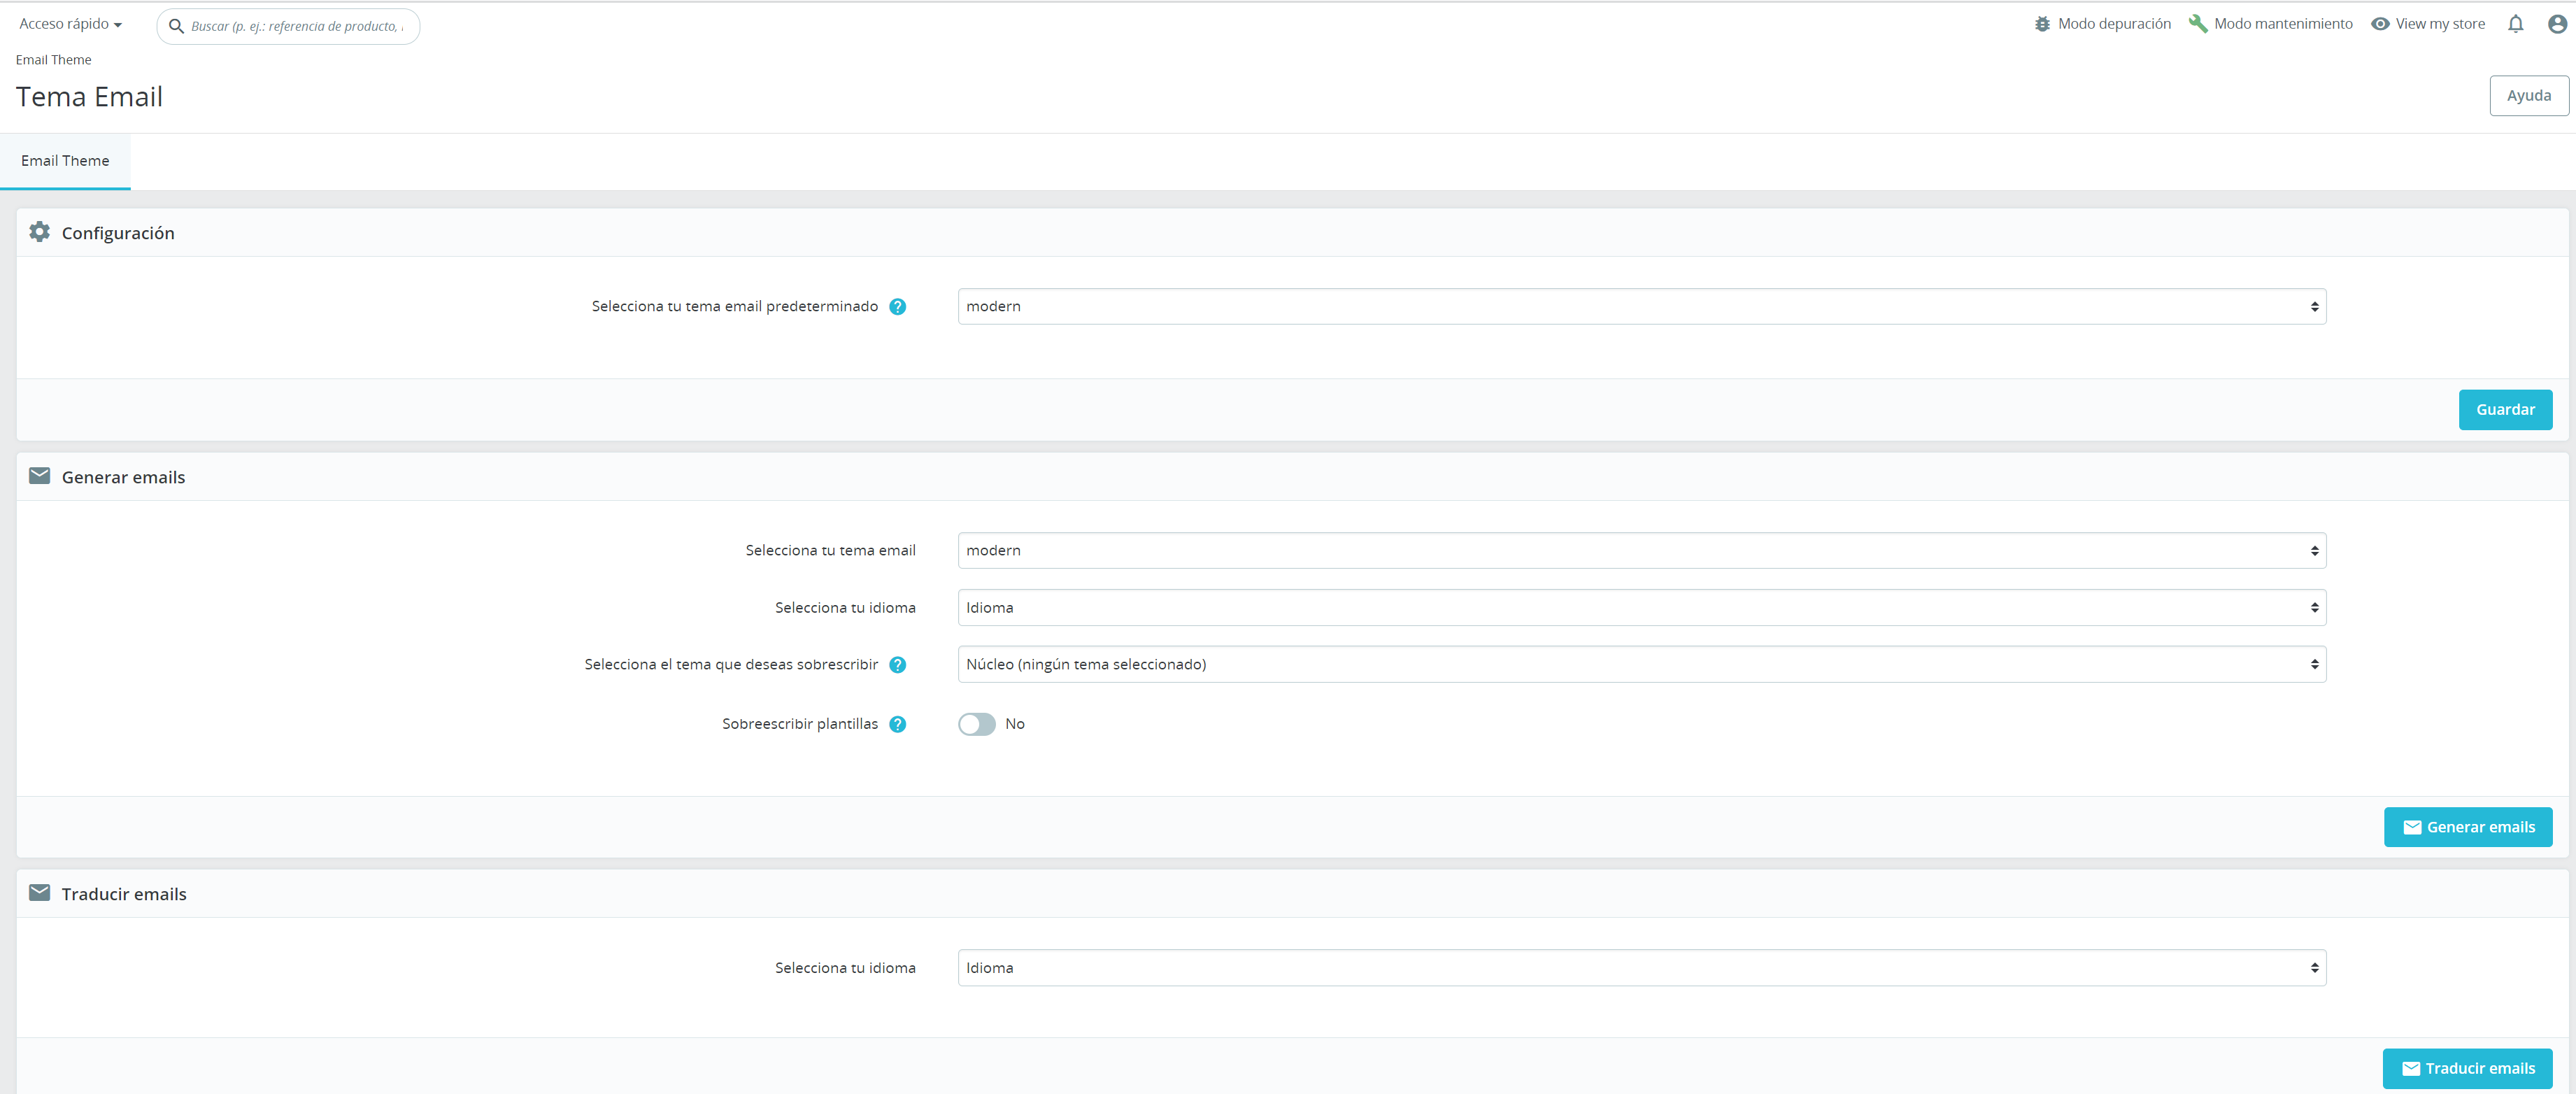 Acceso rápido
Buscar (p. ej.: referencia de producto, 
Modo depuración
Modo mantenimiento
View my store
Email Theme
Tema Email
Ayuda
Email Theme
Configuración
Selecciona tu tema email predeterminado ? modern
Guardar
Generar emails
Selecciona tu tema email modern
Selecciona tu idioma Idioma
Selecciona el tema que deseas sobrescribir ? Núcleo (ningún tema seleccionado)
Sobreescribir plantillas ? No
Generar emails
Traducir emails
Selecciona tu idioma Idioma
Traducir emails